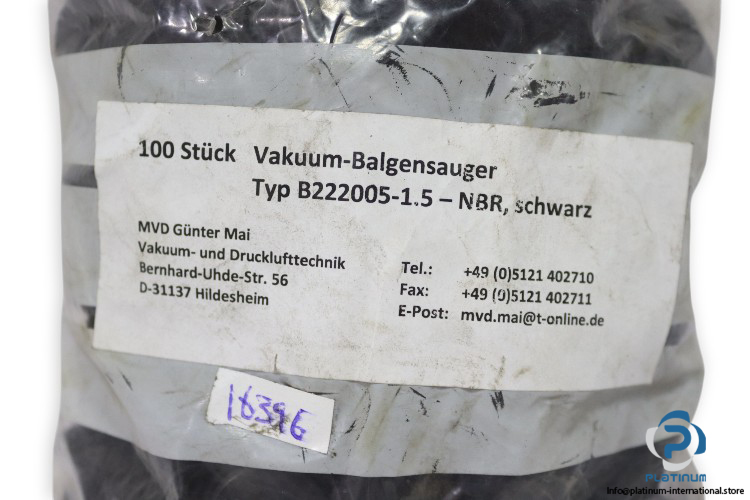 100 Stück Vakuum-Balgensauger
Typ B222005-1.5 – NBR, schwarz
MVD Günter Mai
Vakuum- und Drucklufttechnik
Bernhard-Uhde-Str. 56
D-31137 Hildesheim
Tel.: +49 (0)5121 402710
Fax: +49 (0)5121 402711
E-Post: mvd.mai@t-online.de
16396
PLATINUM
Info@platinum-international.store